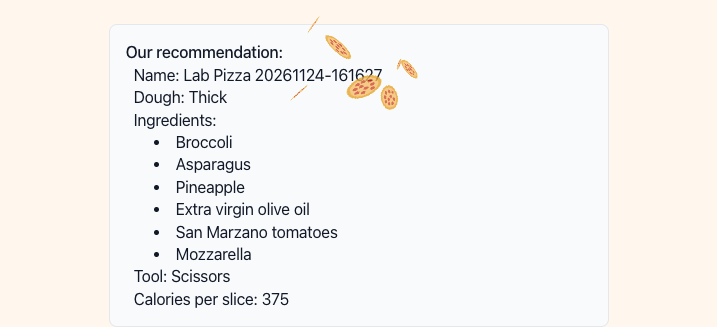 Our recommendation:
Name: Lab Pizza 20261124-161627
Dough: Thick
Ingredients:
• Broccoli
• Asparagus
• Pineapple
• Extra virgin olive oil
• San Marzano tomatoes
• Mozzarella
Tool: Scissors
Calories per slice: 375